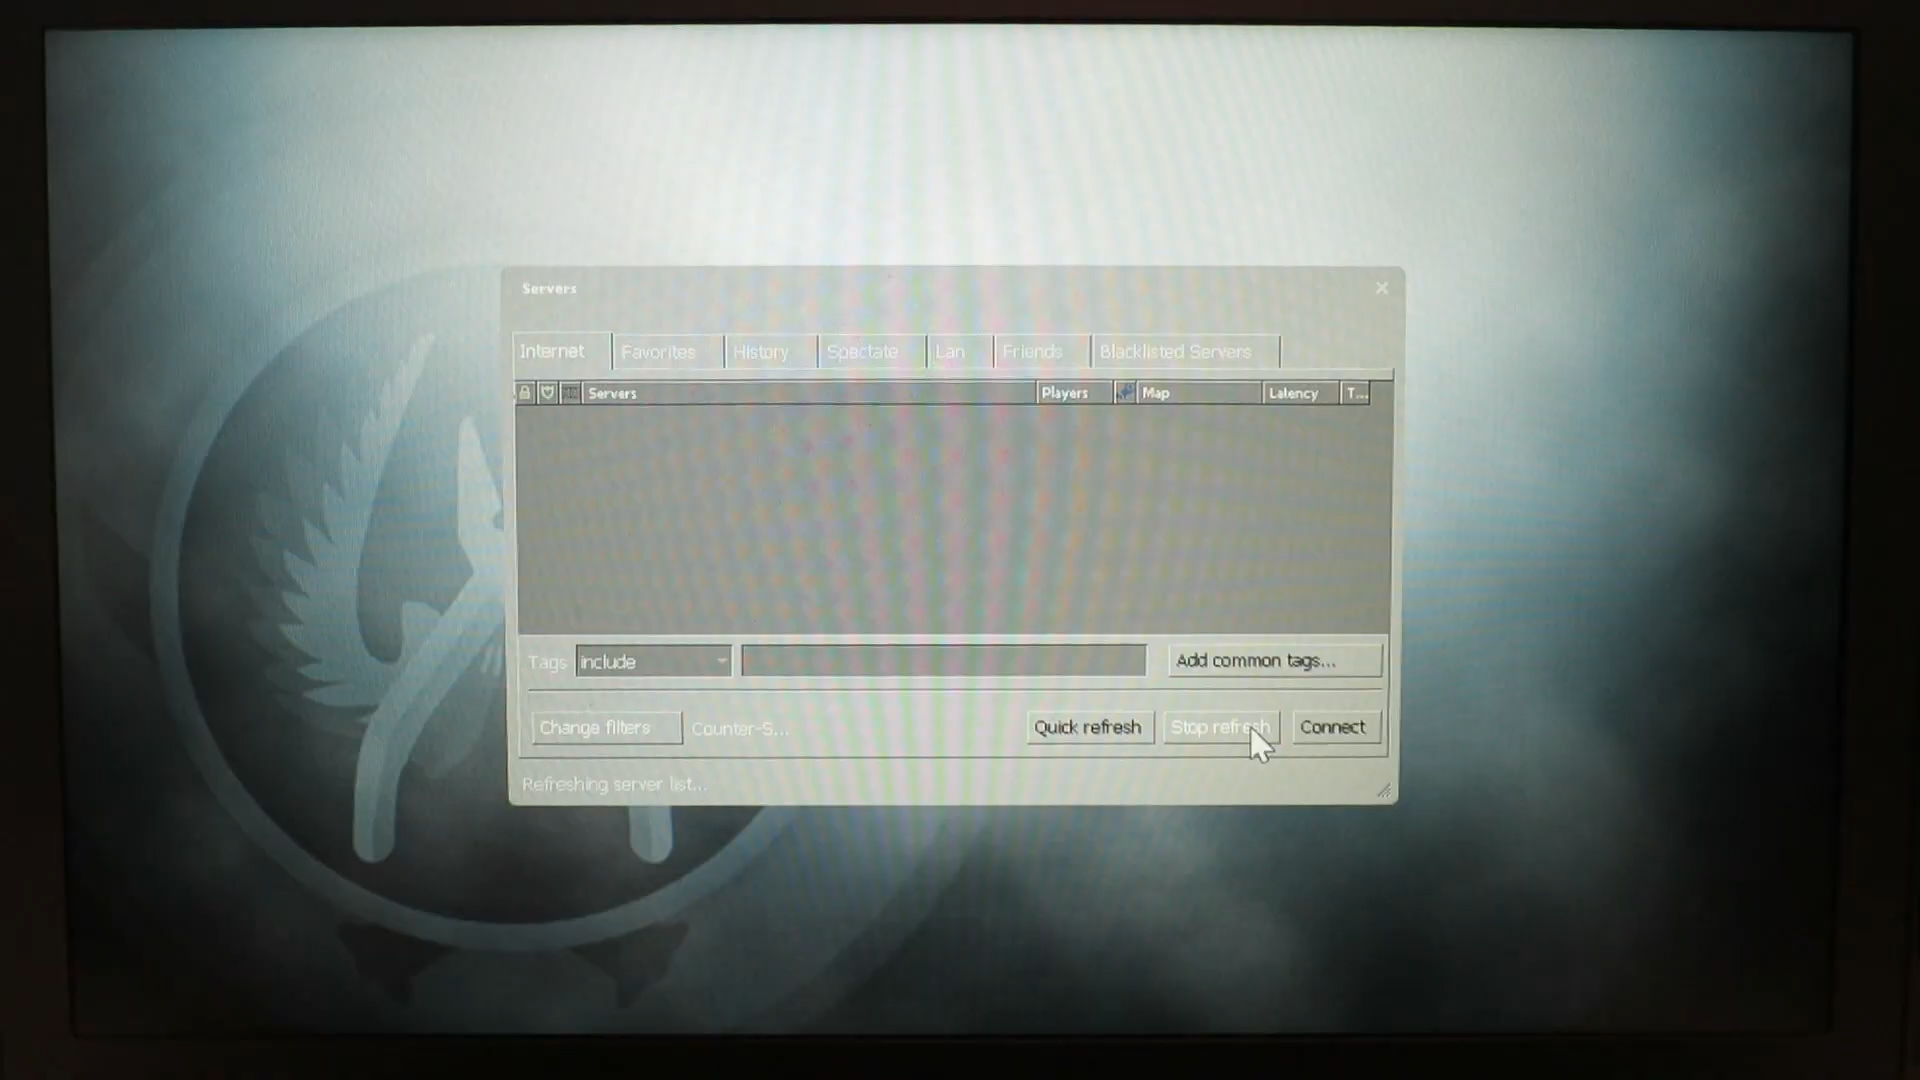 Servers
Internet Favorites History Spectate Lan Friends Blacklisted Servers
Servers Players Map Latency T...
Tags include Add common tags...
Change filters Counter-S... Quick refresh Stop refresh Connect
Refreshing server list...